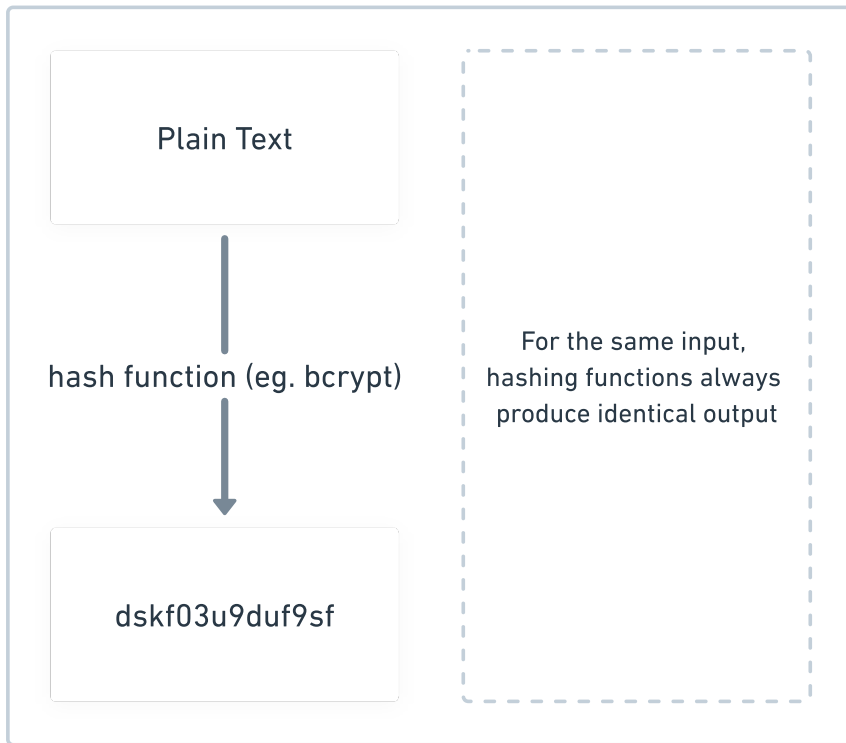 Plain Text
hash function (eg. bcrypt)
dskf03u9duf9sf
For the same input,
hashing functions always
produce identical output